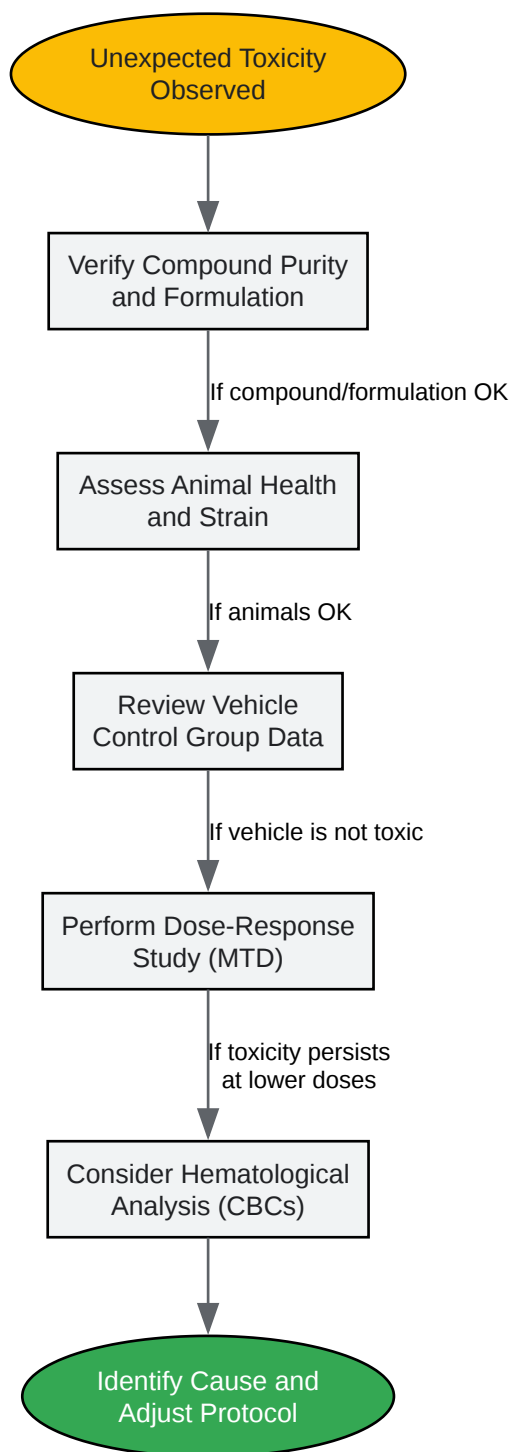 Unexpected Toxicity
Observed
Verify Compound Purity
and Formulation
If compound/formulation OK
Assess Animal Health
and Strain
If animals OK
Review Vehicle
Control Group Data
If vehicle is not toxic
Perform Dose-Response
Study (MTD)
If toxicity persists
at lower doses
Consider Hematological
Analysis (CBCs)
Identify Cause and
Adjust Protocol